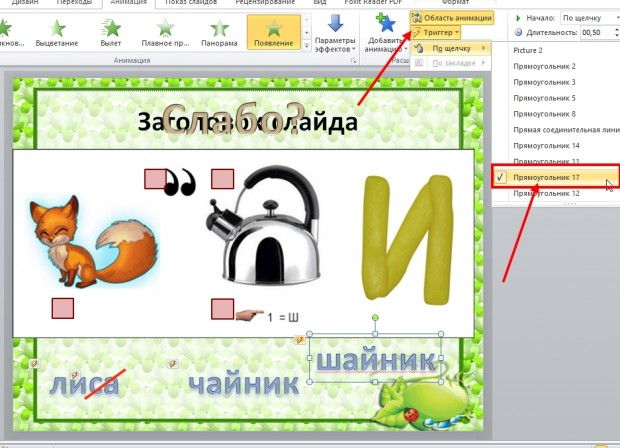 Дизайн Переходы Анимация Показ слайдов Рецензирование Вид Foxit Reader PDF Формат
Выцветание Вылет Плавное пр... Панорама Появление
Параметры эффектов
Добавить анимацию
Область анимации
Триггер
По щелчку
По закладке
Начало: По щелчку
Длительность: 00,50
Анимация
Picture 2
Прямоугольник 2
Прямоугольник 3
Прямоугольник 5
Прямоугольник 8
Прямая соединительная лини
Прямоугольник 14
Прямоугольник 11
Прямоугольник 17
Прямоугольник 12
Слабо?
Заголовок слайда
И
1 = Ш
лиса чайник шайник